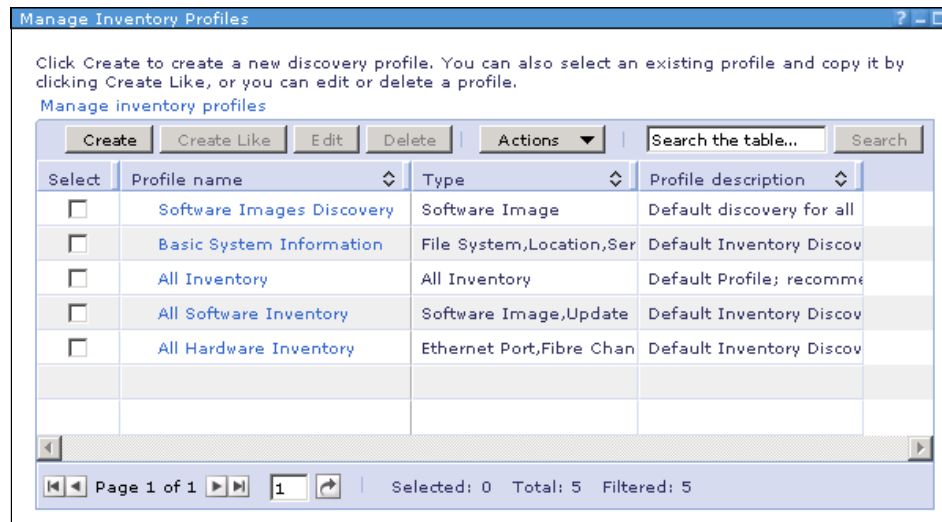 Manage Inventory Profiles
Click Create to create a new discovery profile. You can also select an existing profile and copy it by
clicking Create Like, or you can edit or delete a profile.
Manage inventory profiles
Create Create Like Edit Delete Actions Search the table... Search
Select Profile name Type Profile description
Software Images Discovery Software Image Default discovery for all
Basic System Information File System,Location,Ser Default Inventory Discov
All Inventory All Inventory Default Profile; recomme
All Software Inventory Software Image,Update Default Inventory Discov
All Hardware Inventory Ethernet Port,Fibre Chan Default Inventory Discov
Page 1 of 1 1 Selected: 0 Total: 5 Filtered: 5